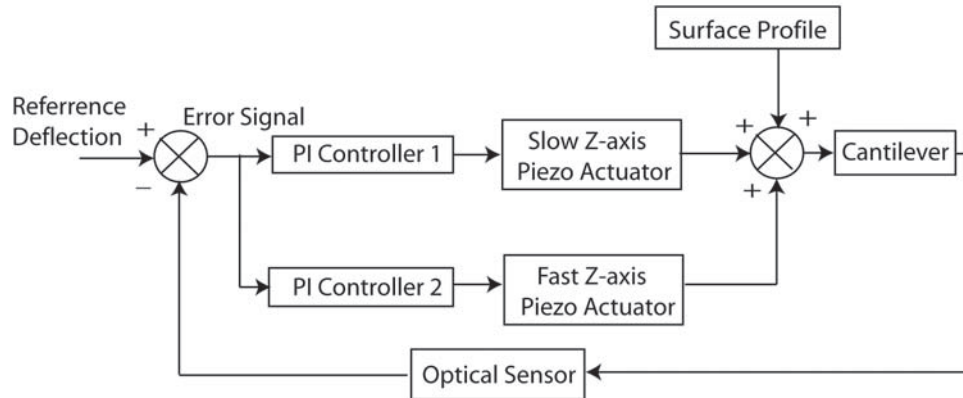 Surface Profile
Referrence
Deflection
+
−
Error Signal
PI Controller 1
Slow Z-axis
Piezo Actuator
+
+
+
Cantilever
PI Controller 2
Fast Z-axis
Piezo Actuator
Optical Sensor